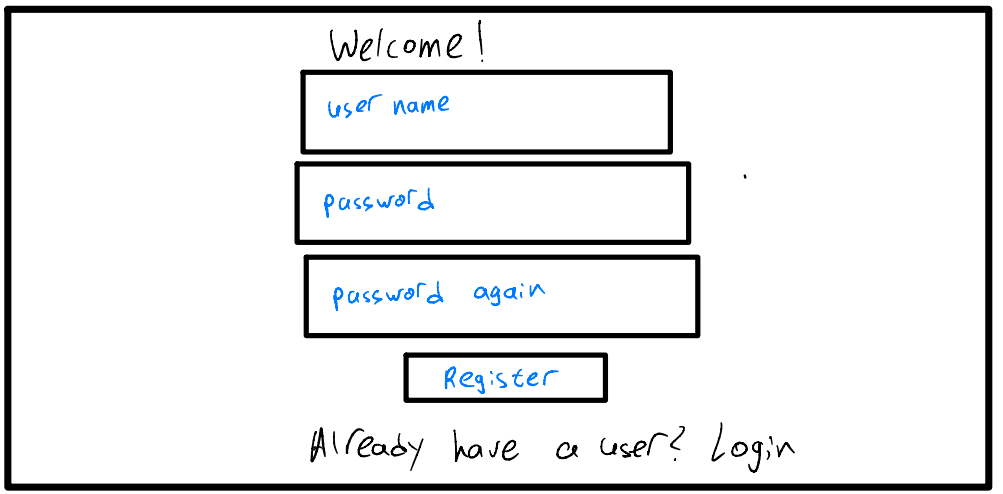 Welcome!
user name
password
password again
Register
Already have a user? Login